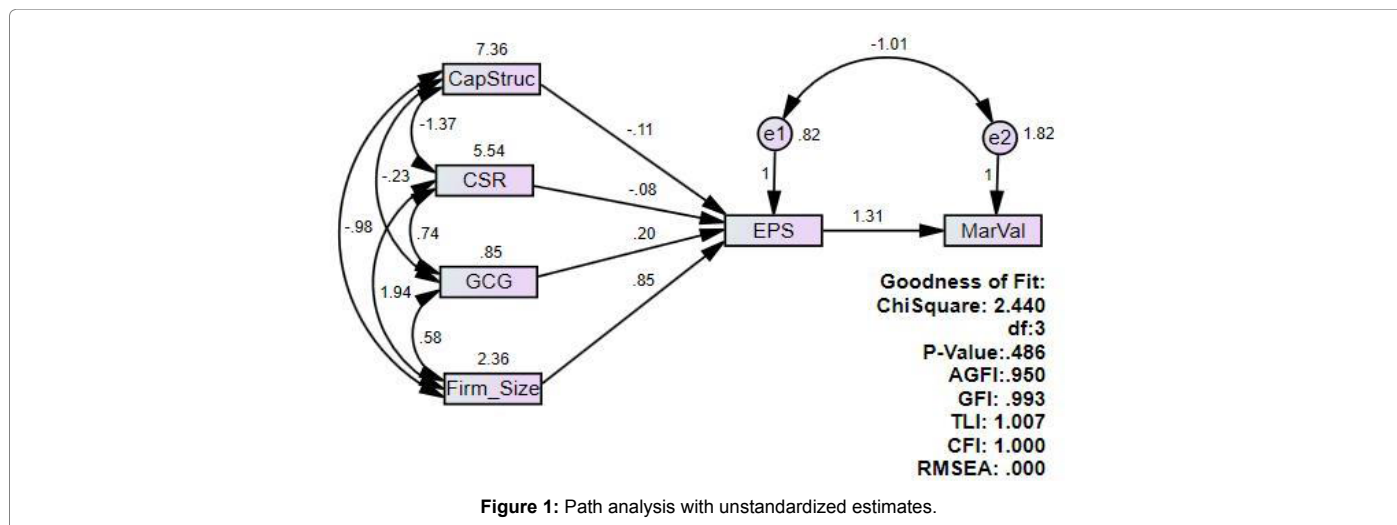 -1.01
7.36
CapStruc
e1
.82
e2
1.82
-.11
-1.37
5.54
1
1
CSR
-.23
-.08
EPS
1.31
MarVal
-.98
.74
.20
.85
GCG
.85
1.94
.58
2.36
Firm_Size
Goodness of Fit:
ChiSquare: 2.440
df:3
P-Value:.486
AGFI:.950
GFI: .993
TLI: 1.007
CFI: 1.000
RMSEA: .000
Figure 1: Path analysis with unstandardized estimates.